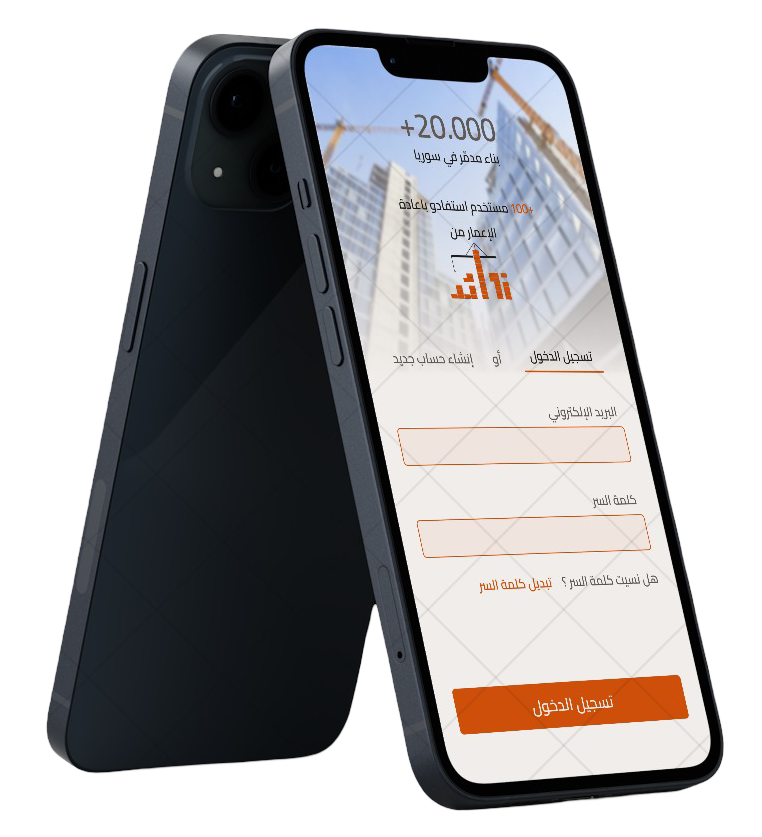 +20.000
بناء مدمّر في سوريا
+100 مستخدم استفادو باعادة
الإعمار من
تسجيل الدخول أو إنشاء حساب جديد
البريد الإلكتروني
كلمة السر
هل نسيت كلمة السر ؟ تبديل كلمة السر
تسجيل الدخول